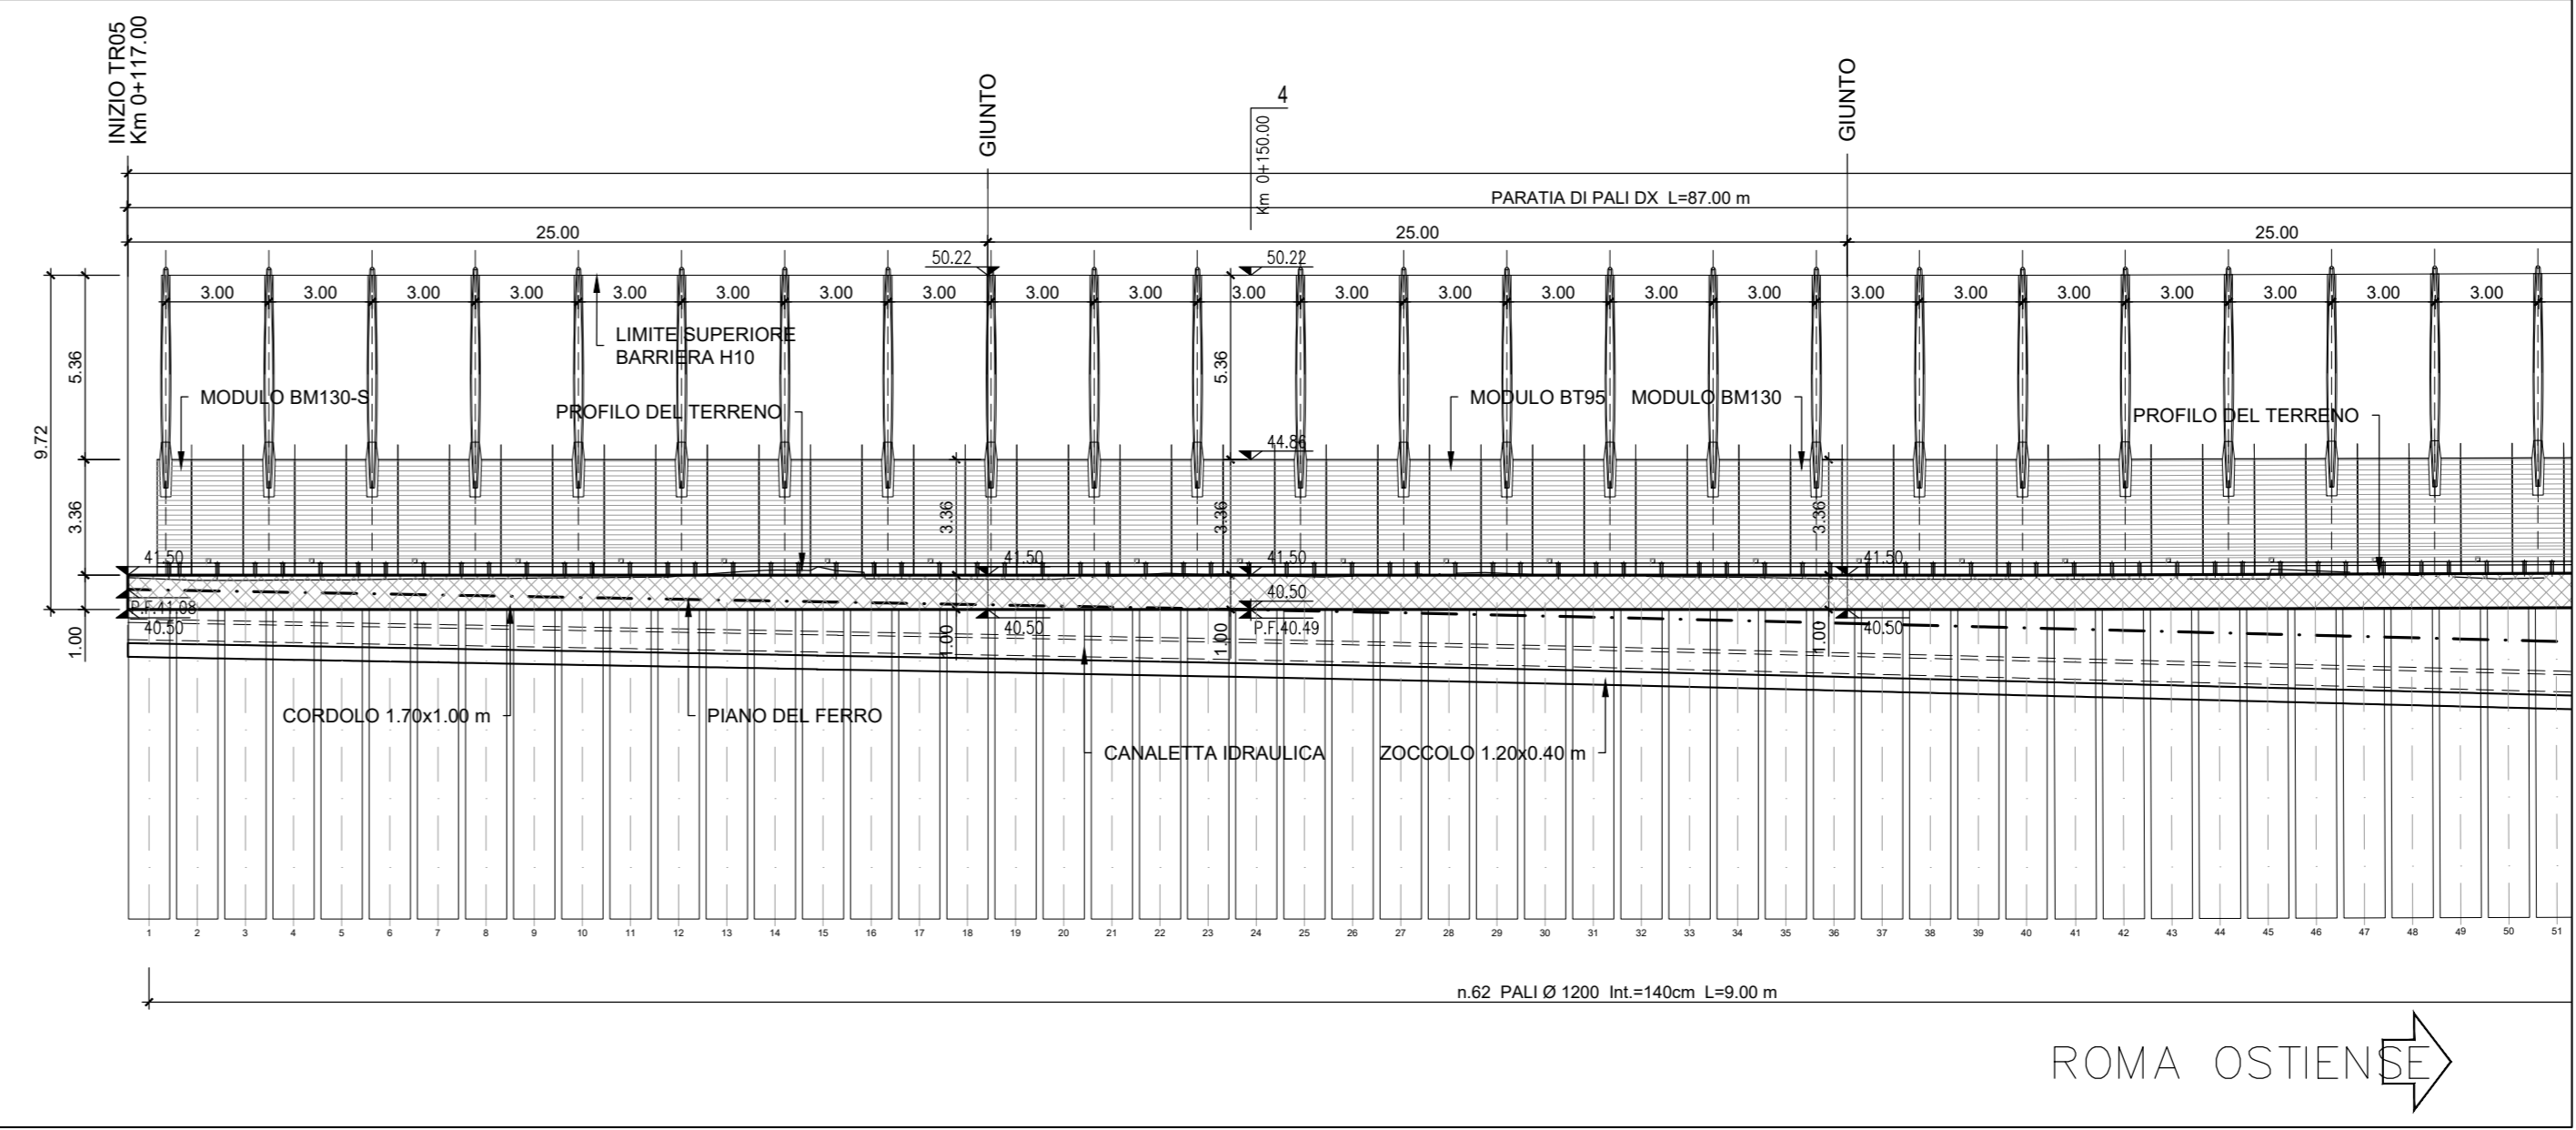 INIZIO TR05
Km 0+117.00
GIUNTO
4
Km 0+150.00
GIUNTO
PARATIA DI PALI DX L=87.00 m
25.00 25.00 25.00
50.22 50.22
3.00 3.00 3.00 3.00 3.00 3.00 3.00 3.00 3.00 3.00 3.00 3.00 3.00 3.00 3.00 3.00 3.00 3.00 3.00 3.00 3.00 3.00 3.00
LIMITE SUPERIORE
BARRIERA H10
9.72
5.36
5.36
MODULO BM130-S
PROFILO DEL TERRENO
MODULO BT95
MODULO BM130
PROFILO DEL TERRENO
44.86
3.36
3.36
3.36
3.36
41.50 41.50 41.50 41.50
P.F.41.08
40.50 40.50 40.50 40.50
P.F.40.49
1.00
1.00
1.00
1.00
CORDOLO 1.70x1.00 m
PIANO DEL FERRO
CANALETTA IDRAULICA
ZOCCOLO 1.20x0.40 m
1 2 3 4 5 6 7 8 9 10 11 12 13 14 15 16 17 18 19 20 21 22 23 24 25 26 27 28 29 30 31 32 33 34 35 36 37 38 39 40 41 42 43 44 45 46 47 48 49 50 51
n.62 PALI Ø 1200 Int.=140cm L=9.00 m
ROMA OSTIENSE